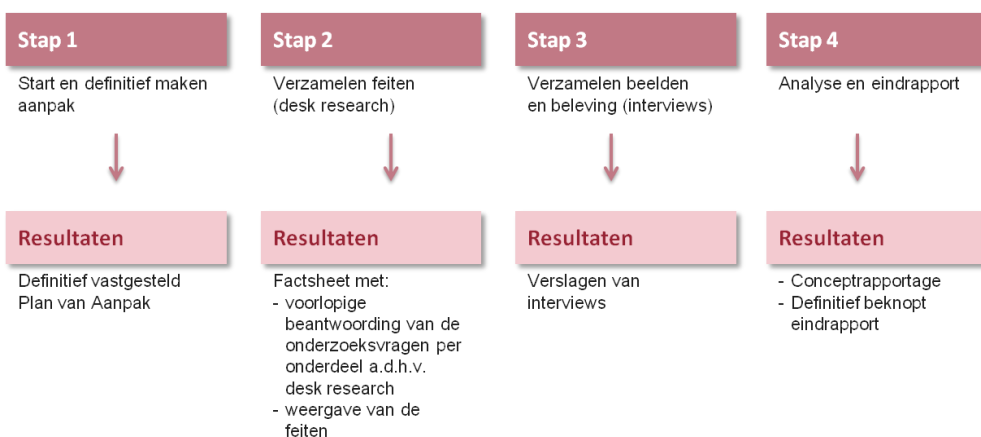 Stap 1
Start en definitief maken
aanpak
Resultaten
Definitief vastgesteld
Plan van Aanpak
Stap 2
Verzamelen feiten
(desk research)
Resultaten
Factsheet met:
- voorlopige
beantwoording van de
onderzoeksvragen per
onderdeel a.d.h.v.
desk research
- weergave van de
feiten
Stap 3
Verzamelen beelden
en beleving (interviews)
Resultaten
Verslagen van
interviews
Stap 4
Analyse en eindrapport
Resultaten
- Conceptrapportage
- Definitief beknopt
eindrapport